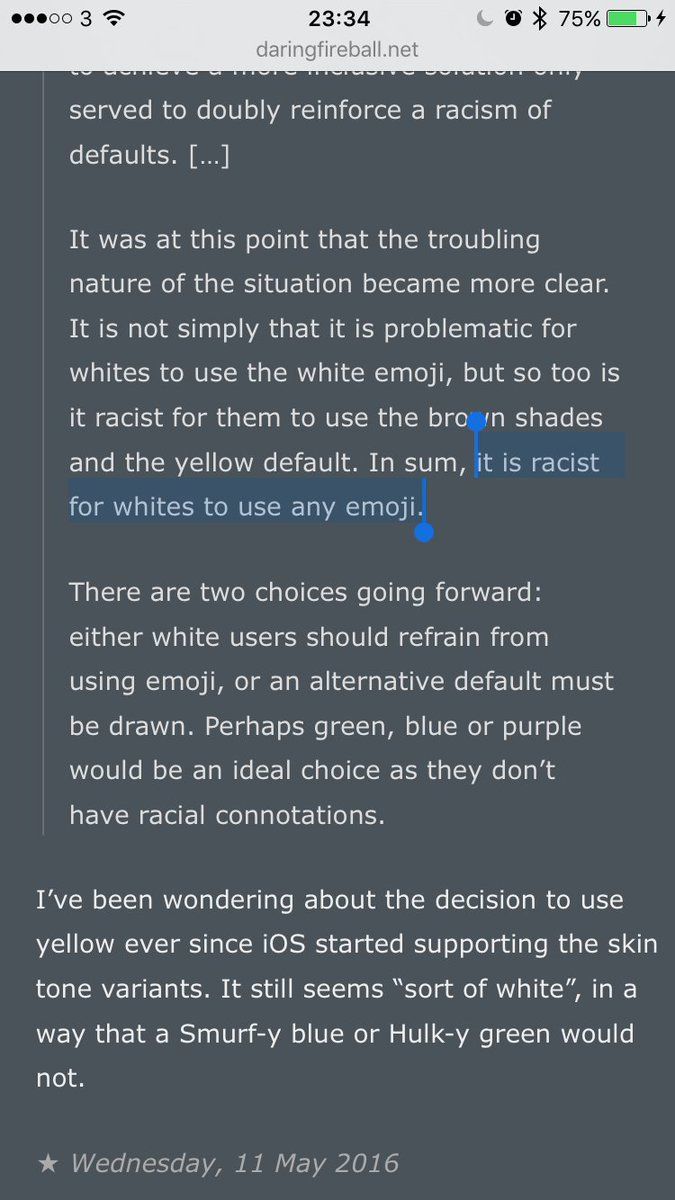 3 23:34 75%
daringfireball.net
to achieve a more inclusive solution only
served to doubly reinforce a racism of
defaults. […]
It was at this point that the troubling
nature of the situation became more clear.
It is not simply that it is problematic for
whites to use the white emoji, but so too is
it racist for them to use the brown shades
and the yellow default. In sum, it is racist
for whites to use any emoji.
There are two choices going forward:
either white users should refrain from
using emoji, or an alternative default must
be drawn. Perhaps green, blue or purple
would be an ideal choice as they don’t
have racial connotations.
I’ve been wondering about the decision to use
yellow ever since iOS started supporting the skin
tone variants. It still seems “sort of white”, in a
way that a Smurf-y blue or Hulk-y green would
not.
★ Wednesday, 11 May 2016